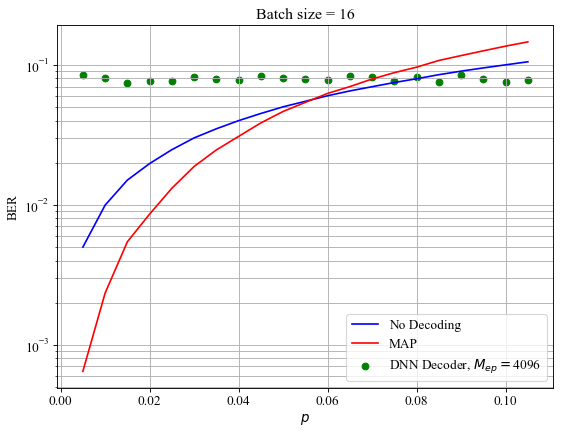 Batch size = 16
BER
10⁻¹
10⁻²
10⁻³
No Decoding
MAP
DNN Decoder, M_ep = 4096
0.00 0.02 0.04 0.06 0.08 0.10
p